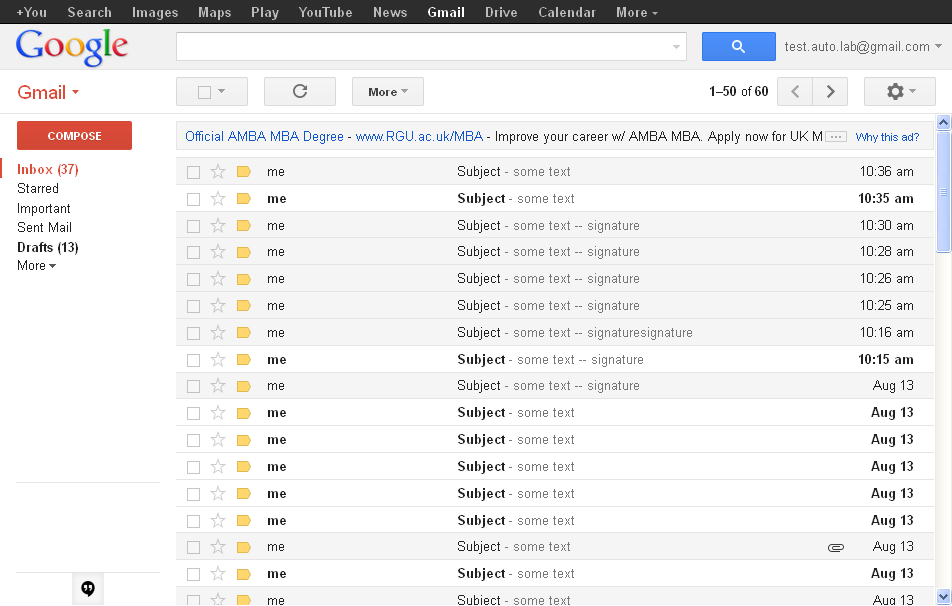 +You Search Images Maps Play YouTube News Gmail Drive Calendar More
Google test.auto.lab@gmail.com
Gmail More 1–50 of 60
COMPOSE
Official AMBA MBA Degree - www.RGU.ac.uk/MBA - Improve your career w/ AMBA MBA. Apply now for UK M ... Why this ad?
Inbox (37)
Starred
Important
Sent Mail
Drafts (13)
More
me Subject - some text 10:36 am
me Subject - some text 10:35 am
me Subject - some text -- signature 10:30 am
me Subject - some text -- signature 10:28 am
me Subject - some text -- signature 10:26 am
me Subject - some text -- signature 10:25 am
me Subject - some text -- signaturesignature 10:16 am
me Subject - some text -- signature 10:15 am
me Subject - some text -- signature Aug 13
me Subject - some text Aug 13
me Subject - some text Aug 13
me Subject - some text Aug 13
me Subject - some text Aug 13
me Subject - some text Aug 13
me Subject - some text Aug 13
me Subject - some text Aug 13
me Subject - some text Aug 13